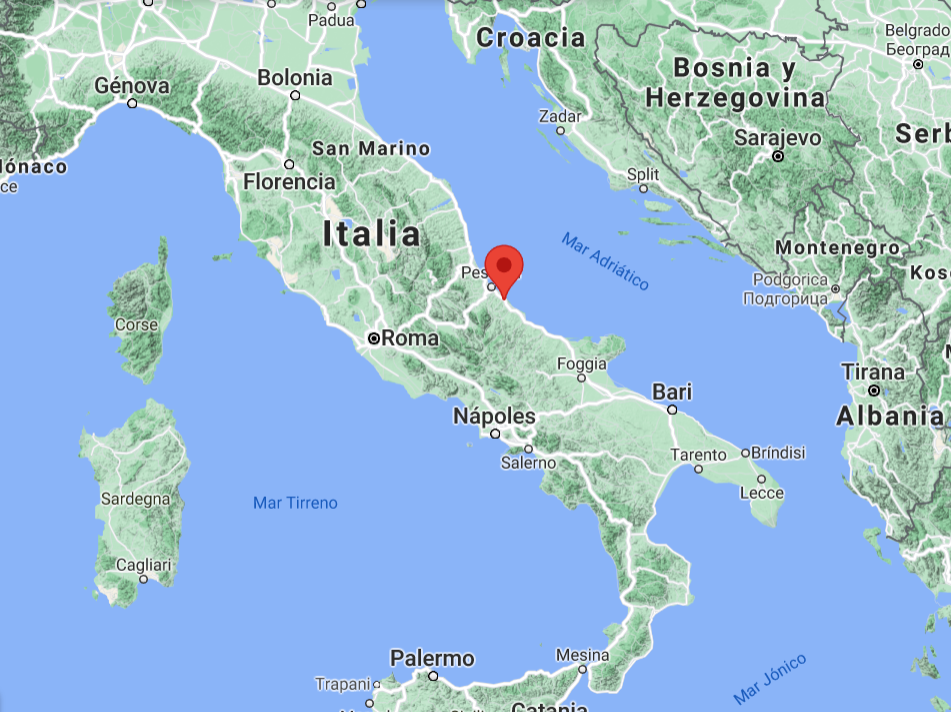 Padua
Croacia
Belgrado
Београд
Génova
Bolonia
Bosnia y
Herzegovina
Zadar
San Marino
Sarajevo
Serb
ónaco
ce
Florencia
Split
Italia
Mar Adriático
Montenegro
Kos
Pes
Podgorica
Подгорица
Corse
Roma
Foggia
Tirana
Bari
Albania
Nápoles
Salerno
Tarento
Bríndisi
Lecce
Sardegna
Mar Tirreno
Cagliari
Palermo
Mesina
Trapani
Mar Jónico
Catania